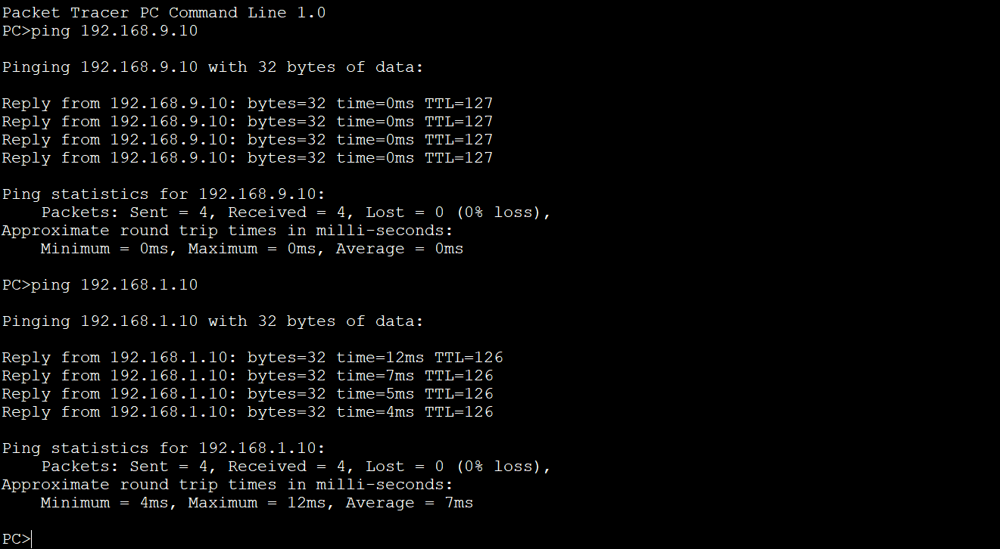 Packet Tracer PC Command Line 1.0
PC>ping 192.168.9.10
Pinging 192.168.9.10 with 32 bytes of data:
Reply from 192.168.9.10: bytes=32 time=0ms TTL=127
Reply from 192.168.9.10: bytes=32 time=0ms TTL=127
Reply from 192.168.9.10: bytes=32 time=0ms TTL=127
Reply from 192.168.9.10: bytes=32 time=0ms TTL=127
Ping statistics for 192.168.9.10:
    Packets: Sent = 4, Received = 4, Lost = 0 (0% loss),
Approximate round trip times in milli-seconds:
    Minimum = 0ms, Maximum = 0ms, Average = 0ms
PC>ping 192.168.1.10
Pinging 192.168.1.10 with 32 bytes of data:
Reply from 192.168.1.10: bytes=32 time=12ms TTL=126
Reply from 192.168.1.10: bytes=32 time=7ms TTL=126
Reply from 192.168.1.10: bytes=32 time=5ms TTL=126
Reply from 192.168.1.10: bytes=32 time=4ms TTL=126
Ping statistics for 192.168.1.10:
    Packets: Sent = 4, Received = 4, Lost = 0 (0% loss),
Approximate round trip times in milli-seconds:
    Minimum = 4ms, Maximum = 12ms, Average = 7ms
PC>